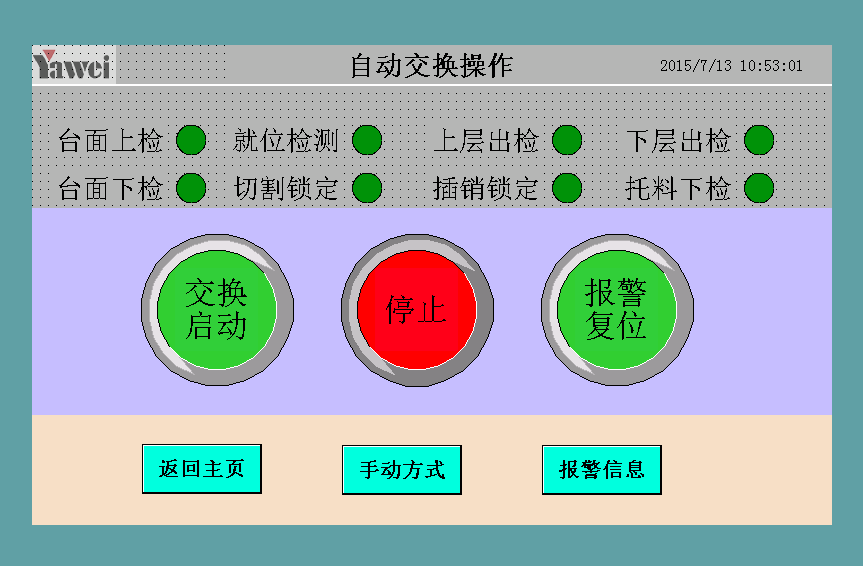 Yawei
自动交换操作
2015/7/13 10:53:01
台面上检
就位检测
上层出检
下层出检
台面下检
切割锁定
插销锁定
托料下检
交换
启动
停止
报警
复位
返回主页
手动方式
报警信息